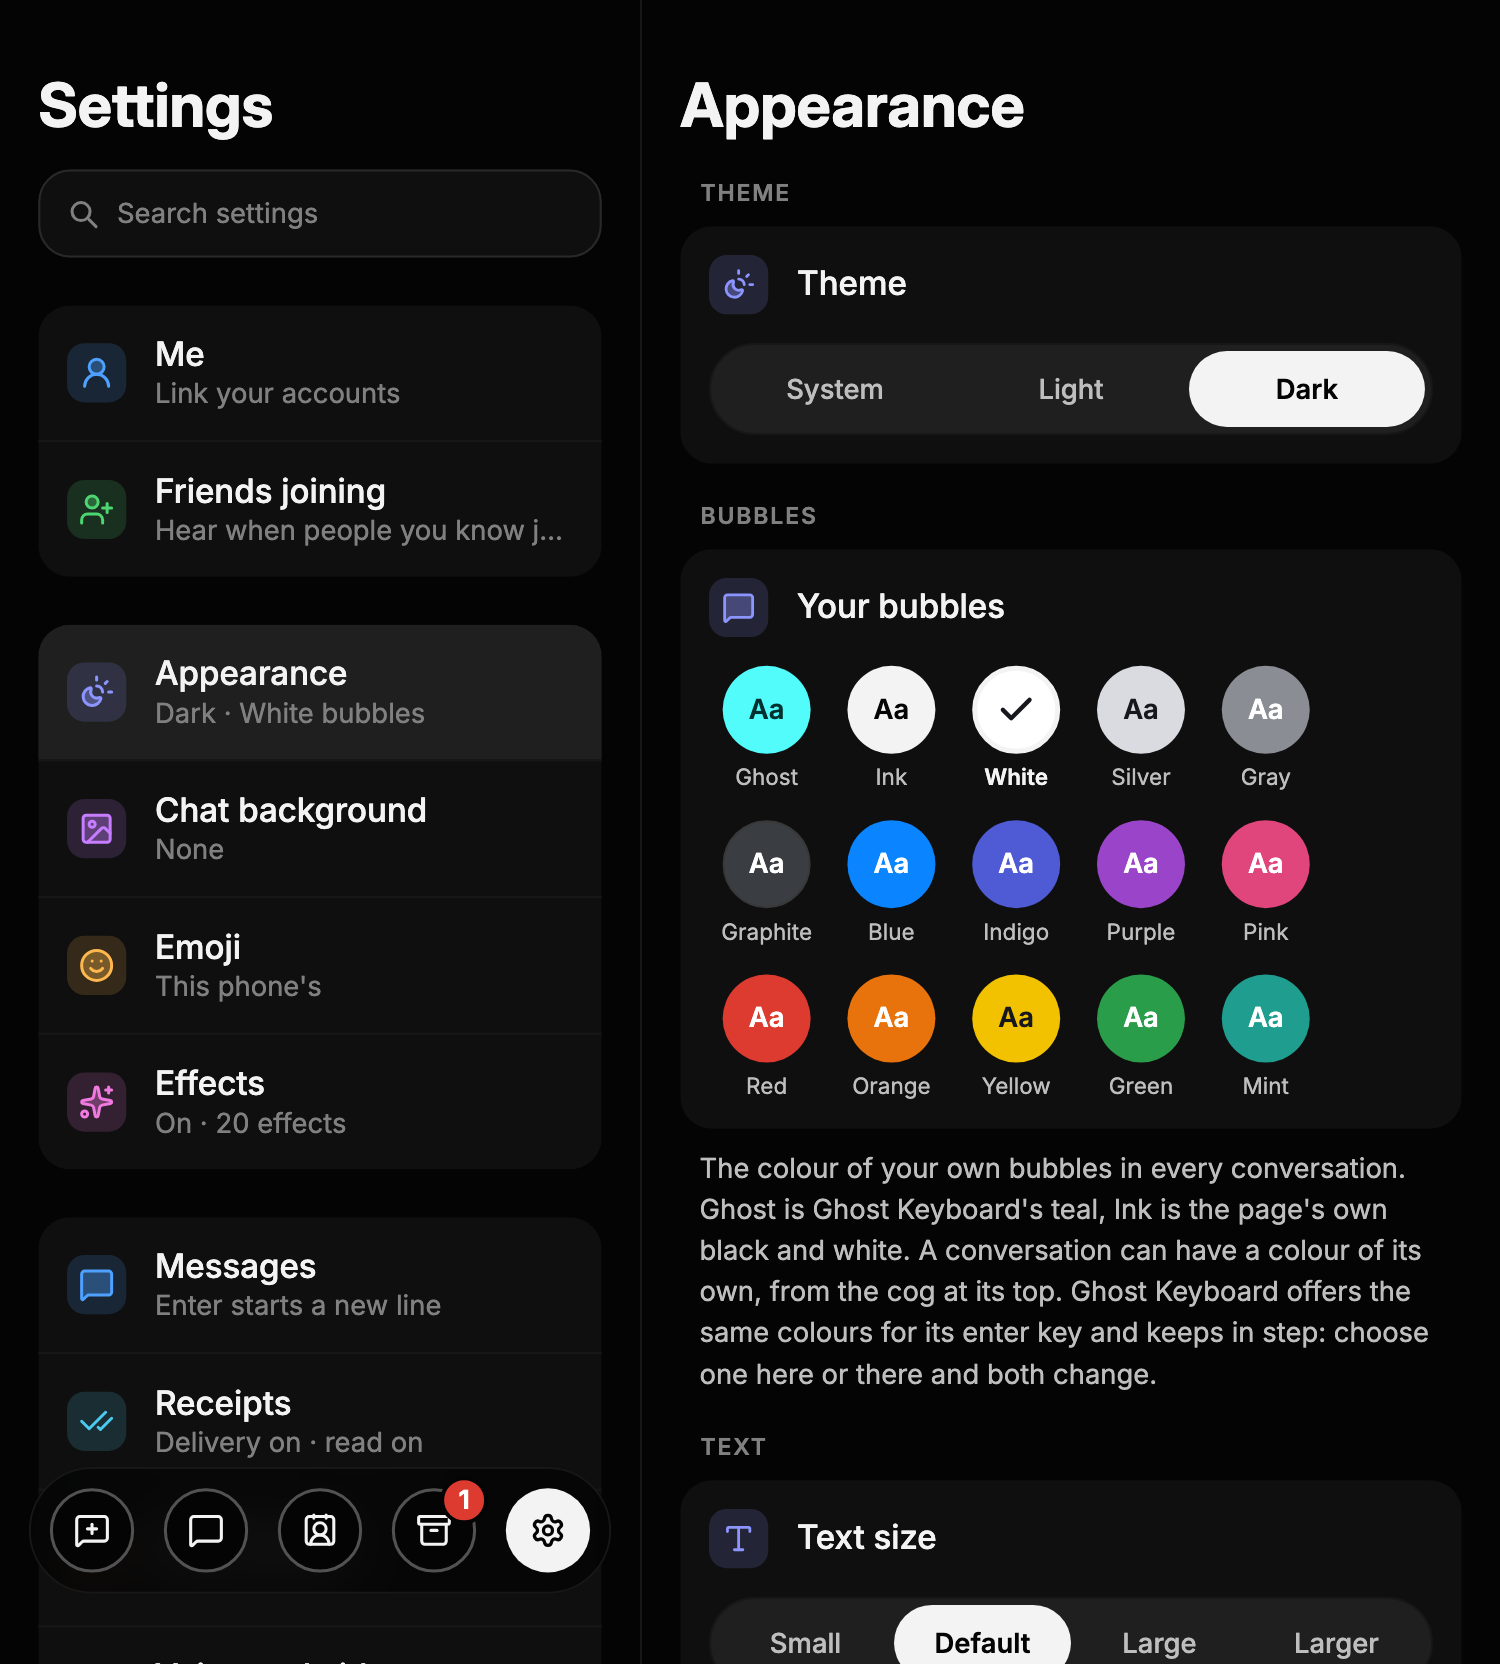 Settings
Search settings
Me
Link your accounts
Friends joining
Hear when people you know j...
Appearance
Dark · White bubbles
Chat background
None
Emoji
This phone's
Effects
On · 20 effects
Messages
Enter starts a new line
Receipts
Delivery on · read on
1
Appearance
THEME
Theme
System Light Dark
BUBBLES
Your bubbles
Aa Aa Aa Aa
Ghost Ink White Silver Gray
Aa Aa Aa Aa Aa
Graphite Blue Indigo Purple Pink
Aa Aa Aa Aa Aa
Red Orange Yellow Green Mint
The colour of your own bubbles in every conversation.
Ghost is Ghost Keyboard's teal, Ink is the page's own
black and white. A conversation can have a colour of its
own, from the cog at its top. Ghost Keyboard offers the
same colours for its enter key and keeps in step: choose
one here or there and both change.
TEXT
Text size
Small Default Large Larger